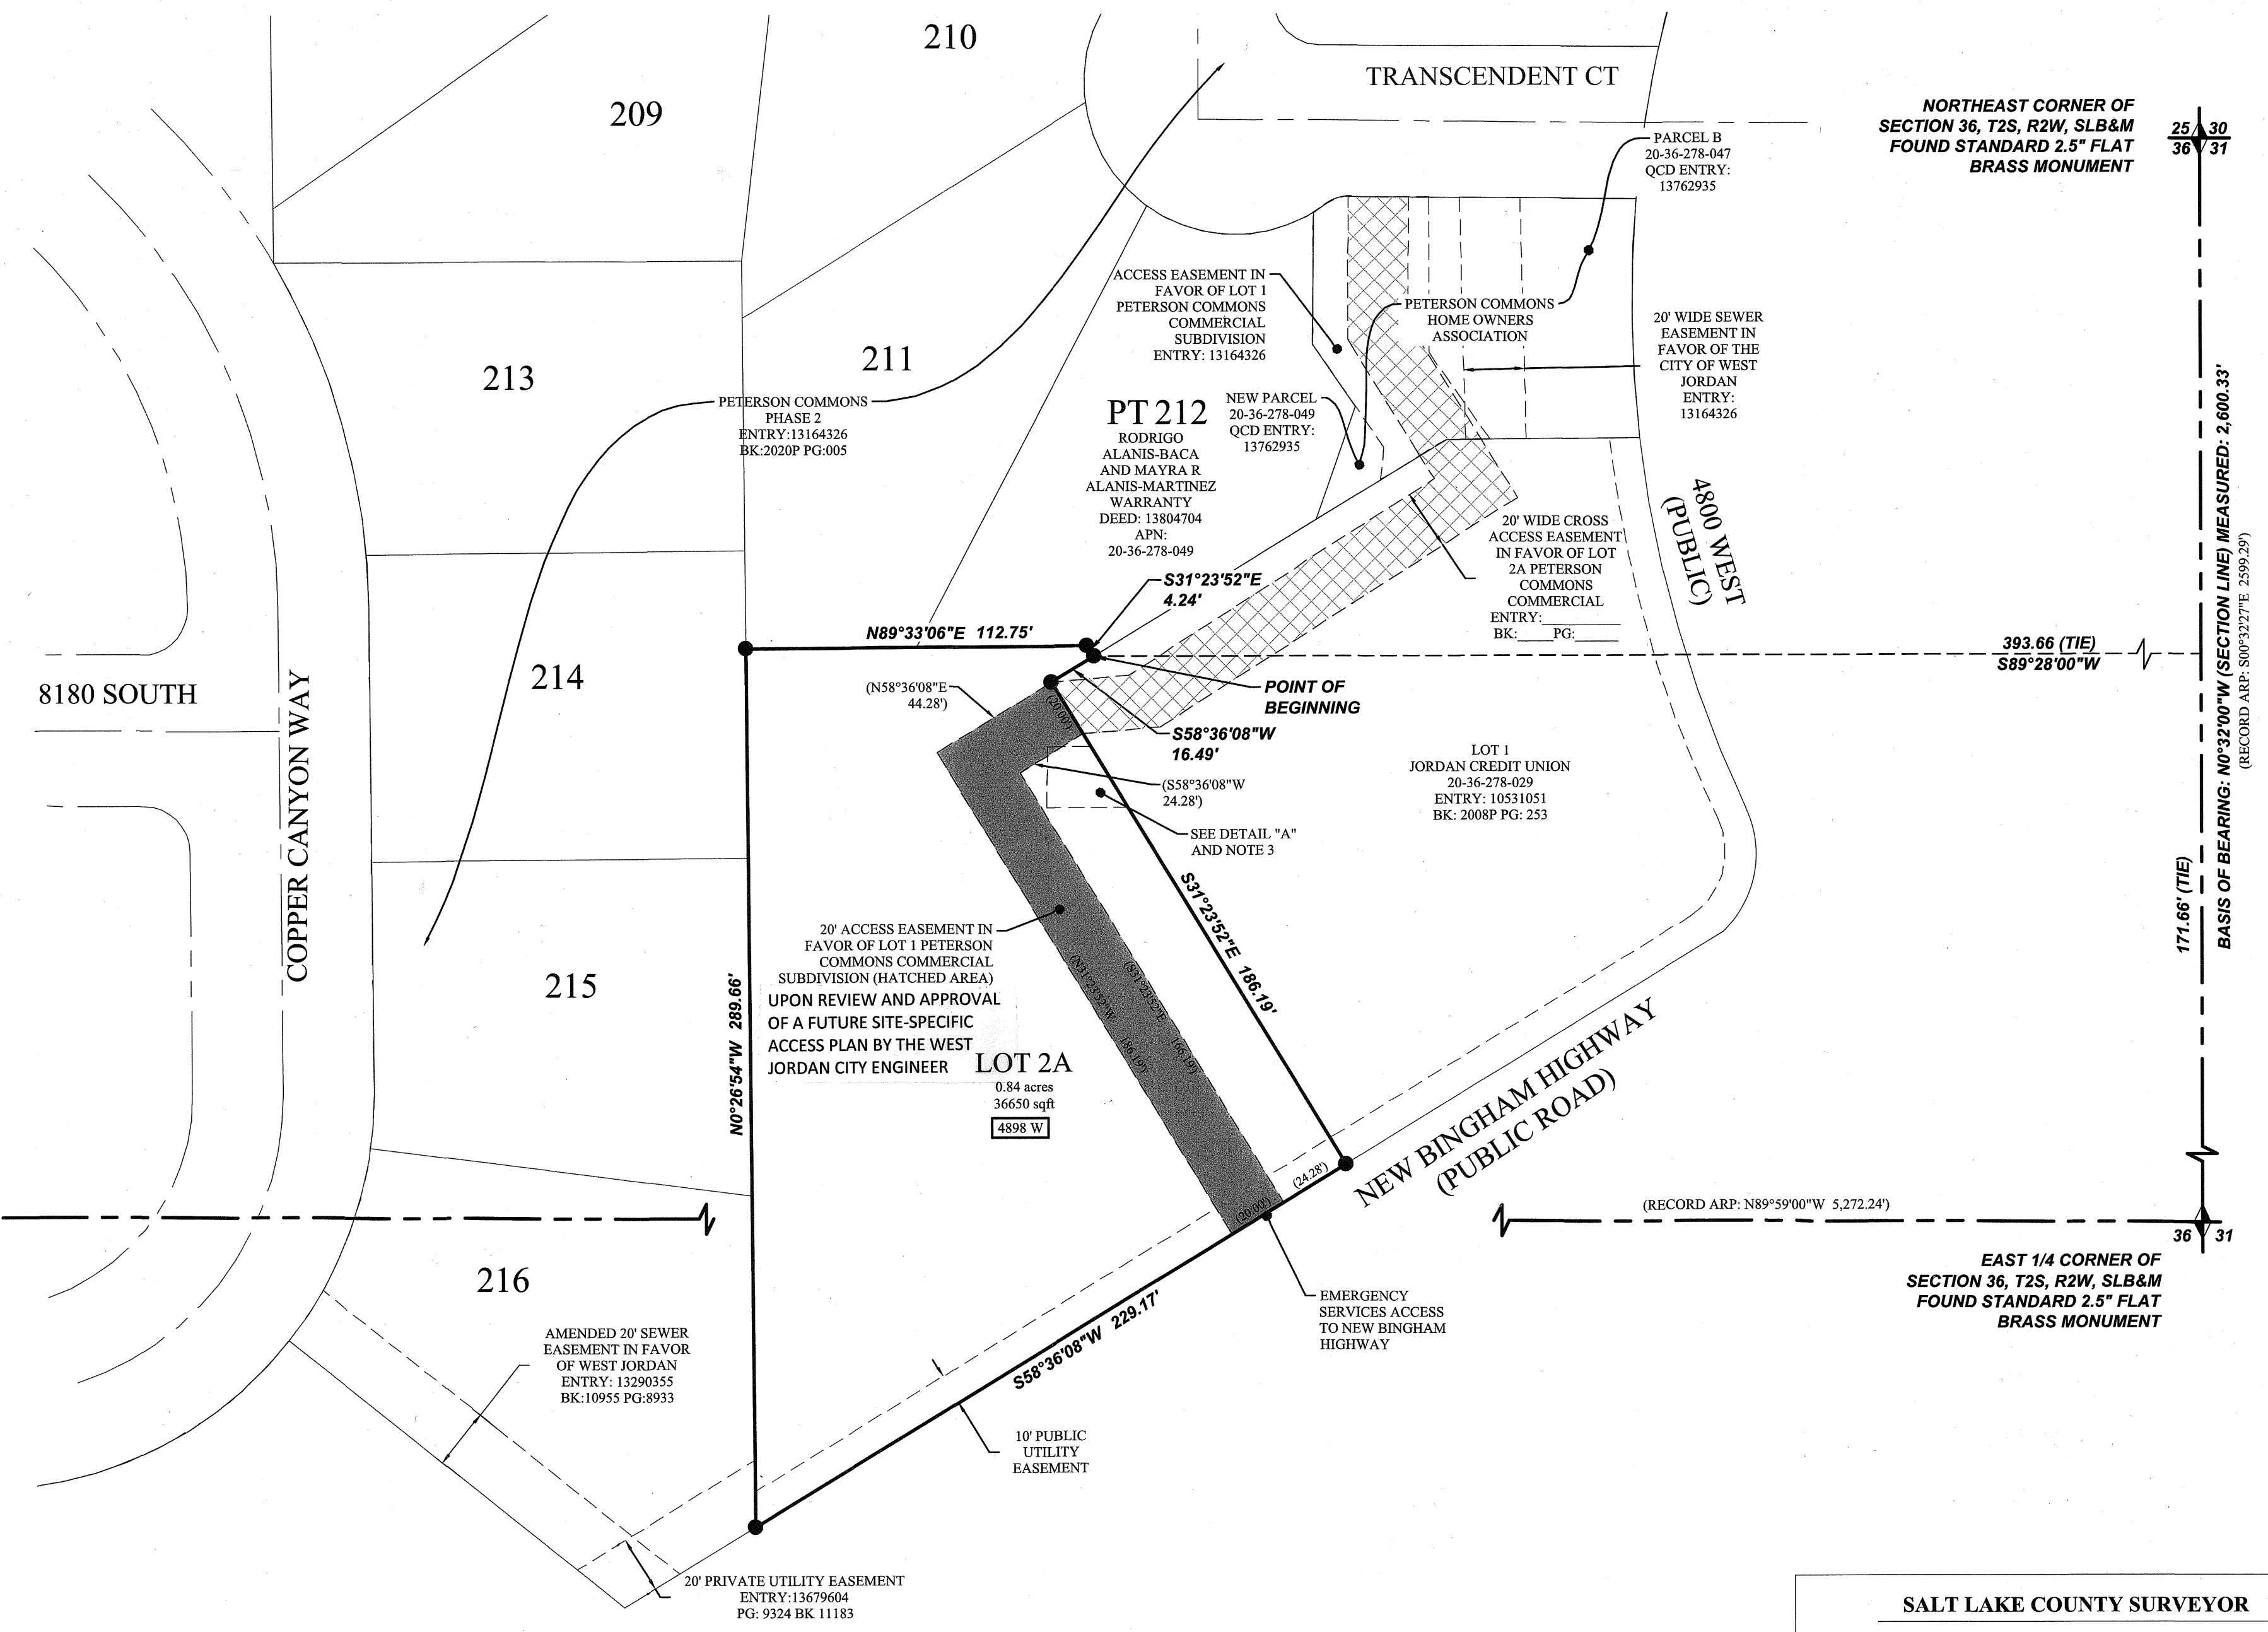 210
TRANSCENDENT CT
209
NORTHEAST CORNER OF
SECTION 36, T2S, R2W, SLB&M
FOUND STANDARD 2.5" FLAT
BRASS MONUMENT
25 30
36 31
PARCEL B
20-36-278-047
QCD ENTRY:
13762935
ACCESS EASEMENT IN
FAVOR OF LOT 1
PETERSON COMMONS
COMMERCIAL
SUBDIVISION
ENTRY: 13164326
PETERSON COMMONS
HOME OWNERS
ASSOCIATION
20' WIDE SEWER
EASEMENT IN
FAVOR OF THE
CITY OF WEST
JORDAN
ENTRY:
13164326
213
211
PETERSON COMMONS
PHASE 2
ENTRY:13164326
BK:2020P PG:005
PT 212
RODRIGO
ALANIS-BACA
AND MAYRA R
ALANIS-MARTINEZ
WARRANTY
DEED: 13804704
APN:
20-36-278-049
NEW PARCEL
20-36-278-049
QCD ENTRY:
13762935
20' WIDE CROSS
ACCESS EASEMENT
IN FAVOR OF LOT
2A PETERSON
COMMONS
COMMERCIAL
ENTRY:__________
BK:_____PG:______
4800 WEST
(PUBLIC)
BASIS OF BEARING: N0°32'00"W (SECTION LINE) MEASURED: 2,600.33'
(RECORD ARP: S00°32'27"E 2599.29')
171.66' (TIE)
393.66 (TIE)
S89°28'00"W
S31°23'52"E
4.24'
N89°33'06"E 112.75'
8180 SOUTH
COPPER CANYON WAY
214
(N58°36'08"E
44.28')
(20.00')
POINT OF
BEGINNING
S58°36'08"W
16.49'
(S58°36'08"W
24.28')
SEE DETAIL "A"
AND NOTE 3
LOT 1
JORDAN CREDIT UNION
20-36-278-029
ENTRY: 10531051
BK: 2008P PG: 253
S31°23'52"E 186.19'
20' ACCESS EASEMENT IN
FAVOR OF LOT 1 PETERSON
COMMONS COMMERCIAL
SUBDIVISION (HATCHED AREA)
UPON REVIEW AND APPROVAL
OF A FUTURE SITE-SPECIFIC
ACCESS PLAN BY THE WEST
JORDAN CITY ENGINEER
(N31°23'52"W 186.19')
(S31°23'52"E 166.19')
215
N0°26'54"W 289.66'
LOT 2A
0.84 acres
36650 sqft
4898 W
NEW BINGHAM HIGHWAY
(PUBLIC ROAD)
(24.28')
(20.00')
(RECORD ARP: N89°59'00"W 5,272.24')
36 31
EAST 1/4 CORNER OF
SECTION 36, T2S, R2W, SLB&M
FOUND STANDARD 2.5" FLAT
BRASS MONUMENT
216
EMERGENCY
SERVICES ACCESS
TO NEW BINGHAM
HIGHWAY
S58°36'08"W 229.17'
AMENDED 20' SEWER
EASEMENT IN FAVOR
OF WEST JORDAN
ENTRY: 13290355
BK:10955 PG:8933
10' PUBLIC
UTILITY
EASEMENT
20' PRIVATE UTILITY EASEMENT
ENTRY:13679604
PG: 9324 BK 11183
SALT LAKE COUNTY SURVEYOR